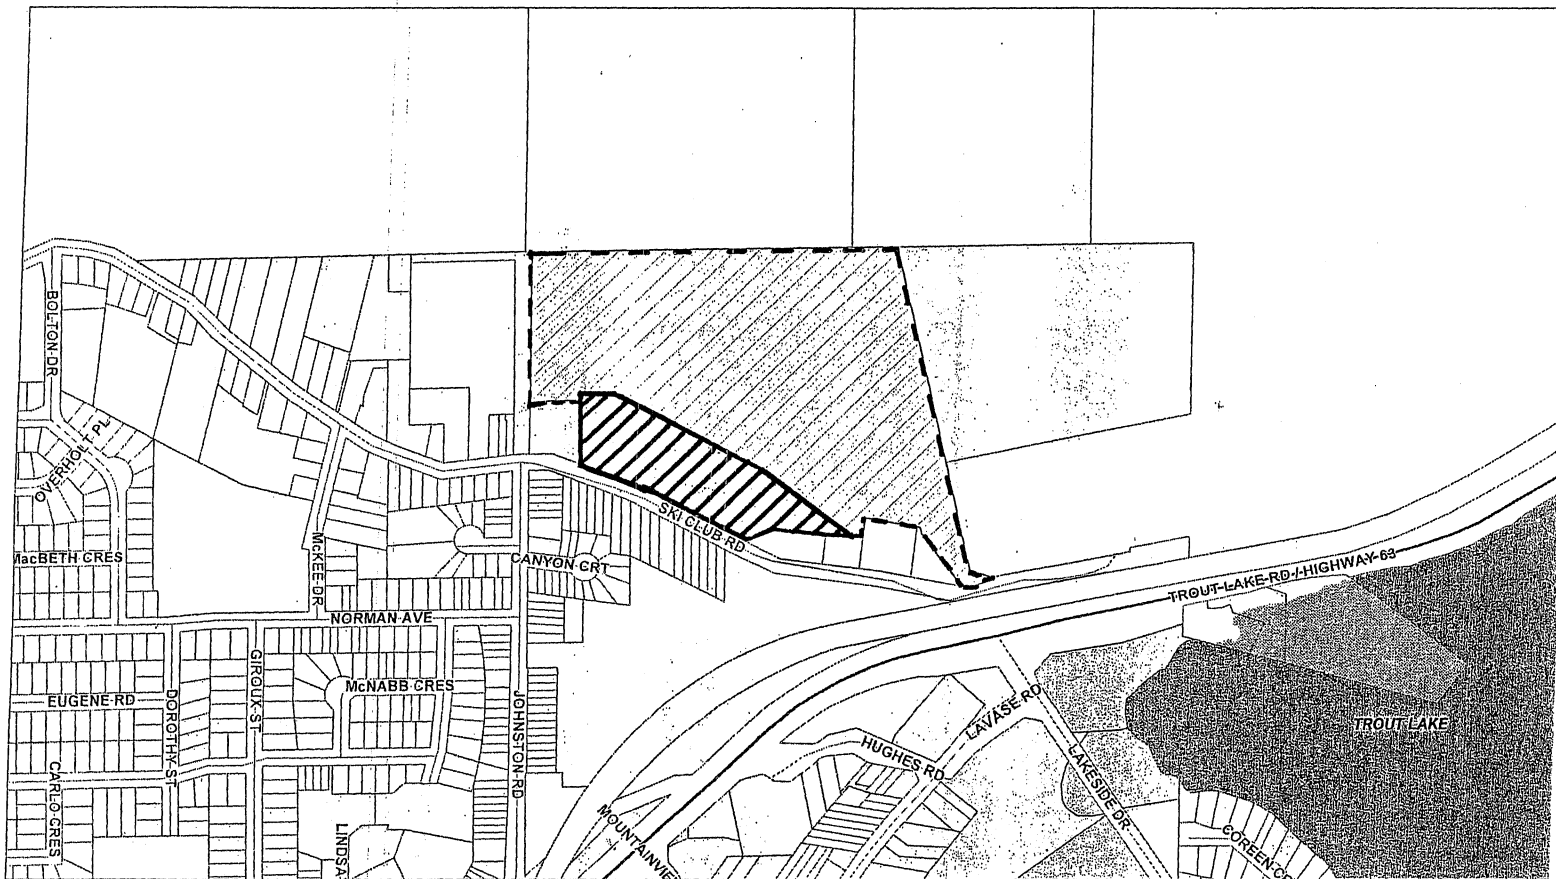 BOLTON DR
OVERHOLT PL
SKI CLUB RD
MacBETH CRES
McKEE DR
CANYON CRT
TROUT LAKE RD / HIGHWAY 63
NORMAN AVE
GIROUX ST
McNABB CRES
EUGENE RD
DOROTHY ST
JOHNSTON RD
LAVASE RD
TROUT LAKE
HUGHES RD
LAKESIDE DR
CARLO CRES
COREEN